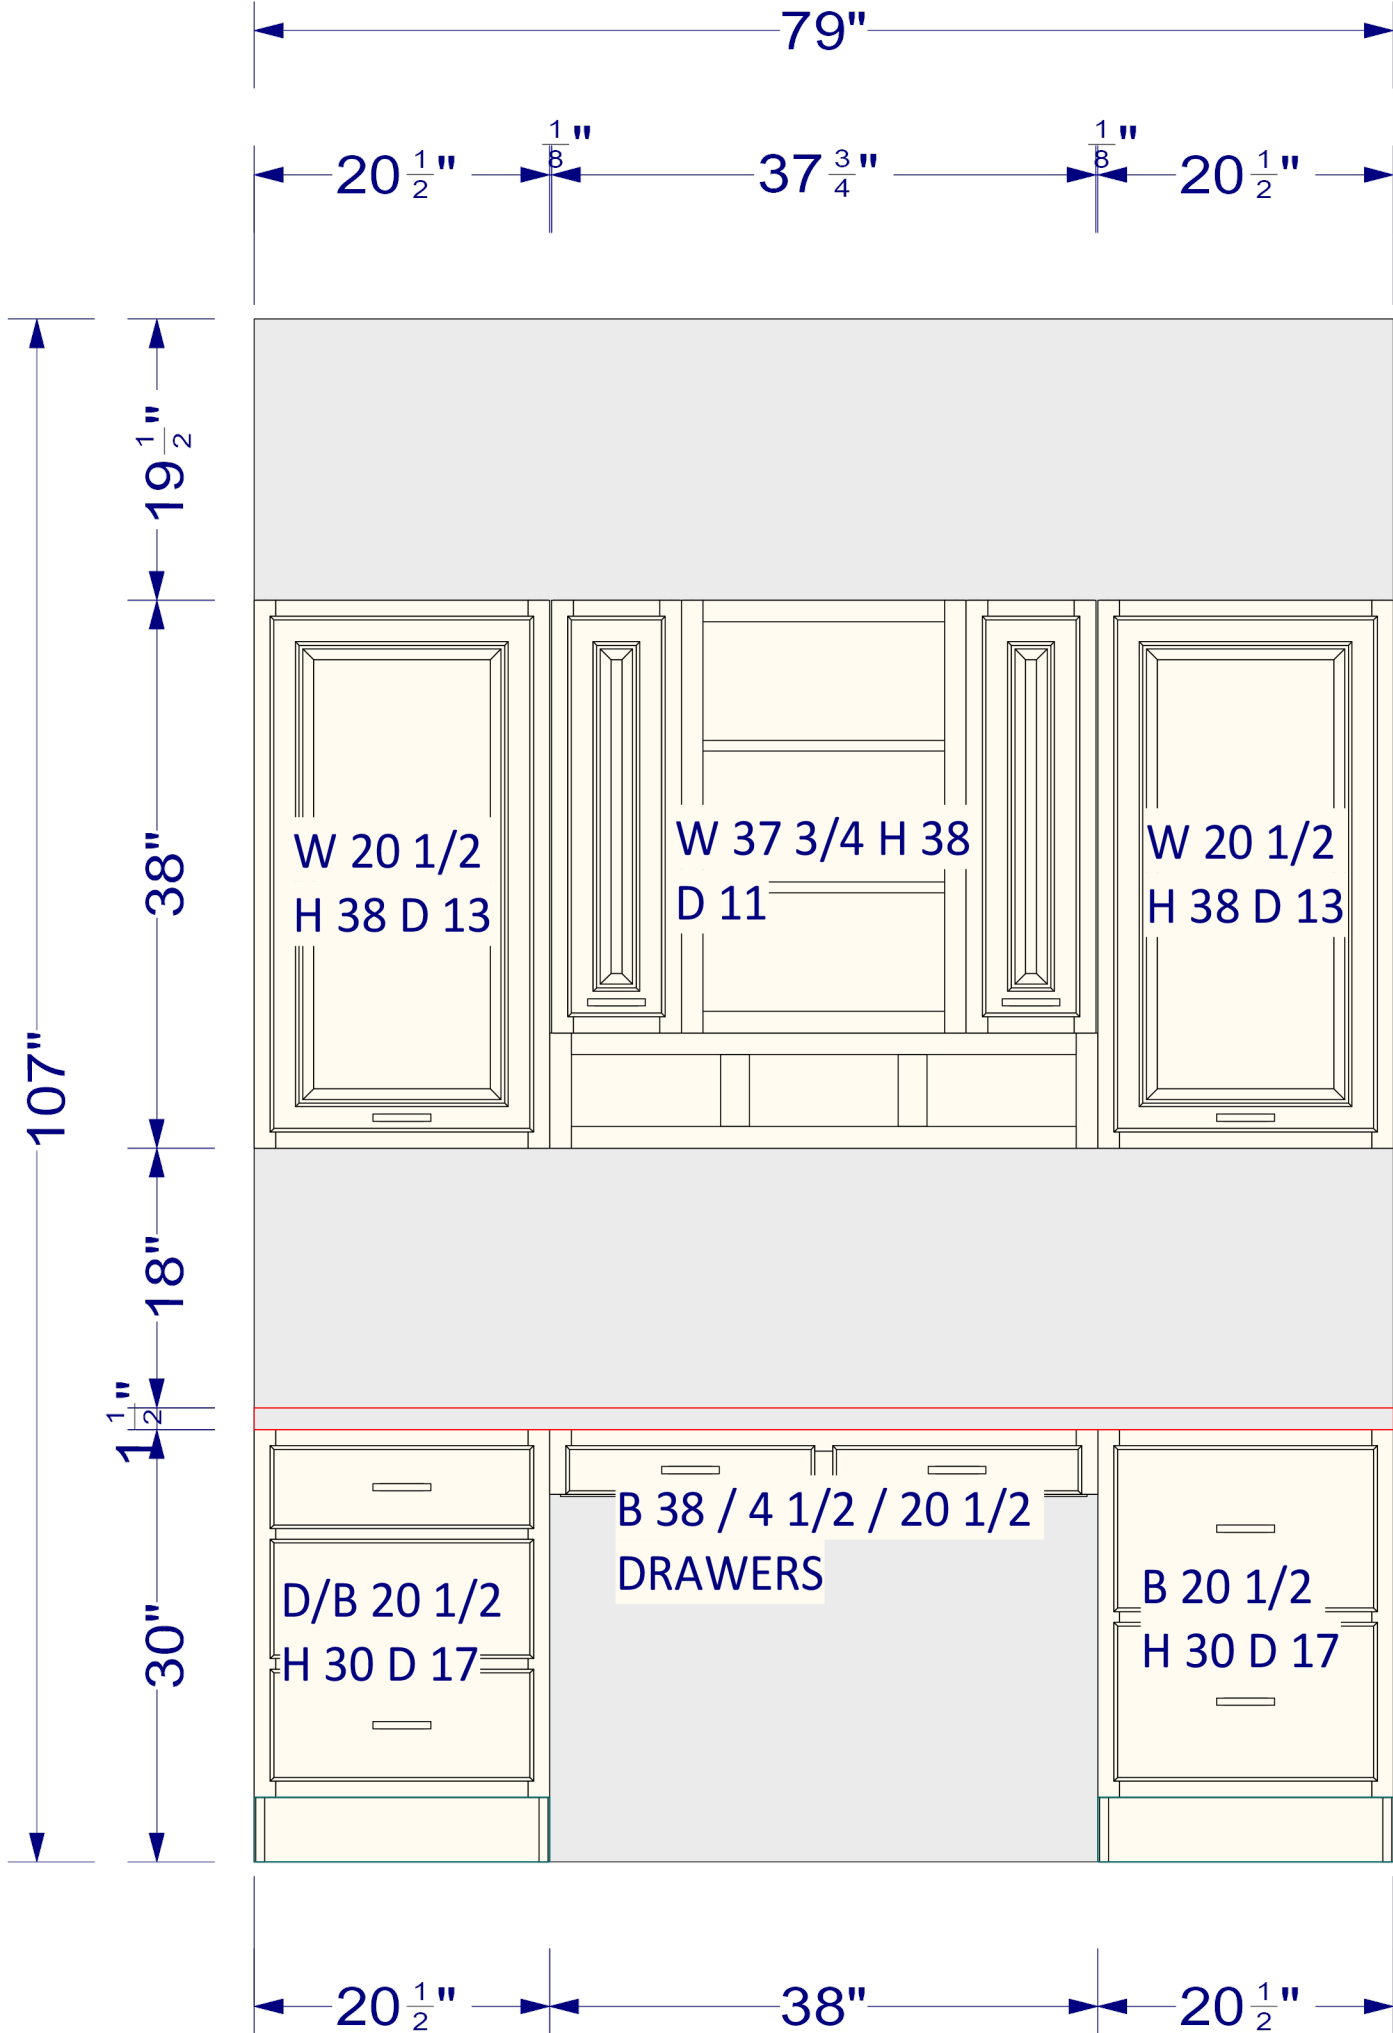 79"
1/8" 1/8"
20 1/2" 37 3/4" 20 1/2"
19 1/2"
38"
107"
18"
1 1/2"
30"
W 20 1/2
H 38 D 13
W 37 3/4 H 38
D 11
W 20 1/2
H 38 D 13
B 38 / 4 1/2 / 20 1/2
DRAWERS
D/B 20 1/2
H 30 D 17
B 20 1/2
H 30 D 17
20 1/2" 38" 20 1/2"